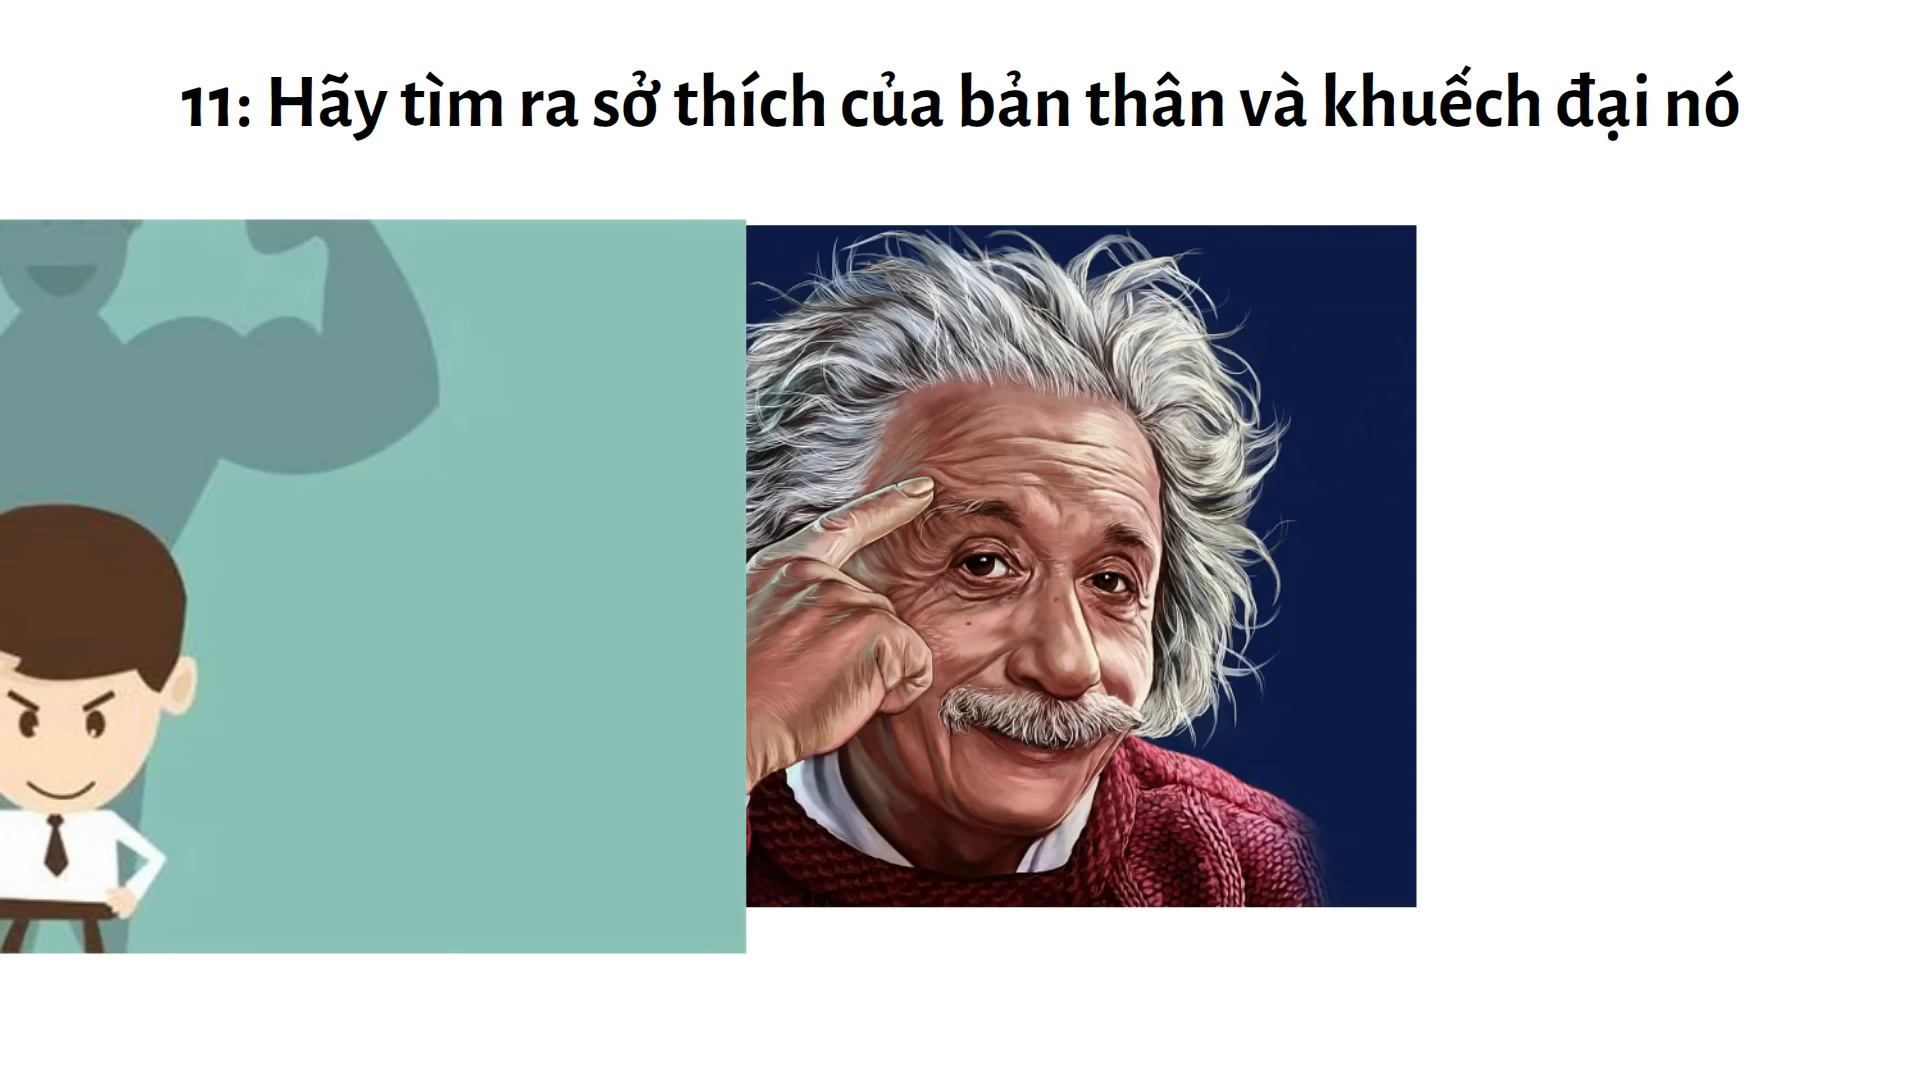 11: Hãy tìm ra sở thích của bản thân và khuếch đại nó